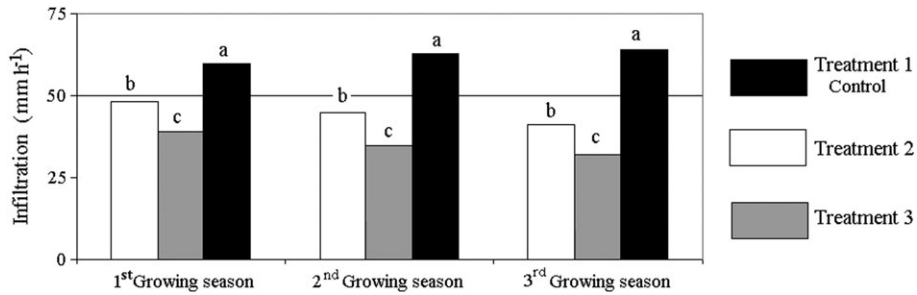 75
50
25
0
Infiltration (mm h-1)
b
c
a
b
c
a
b
c
a
1st Growing season
2nd Growing season
3rd Growing season
Treatment 1
Control
Treatment 2
Treatment 3